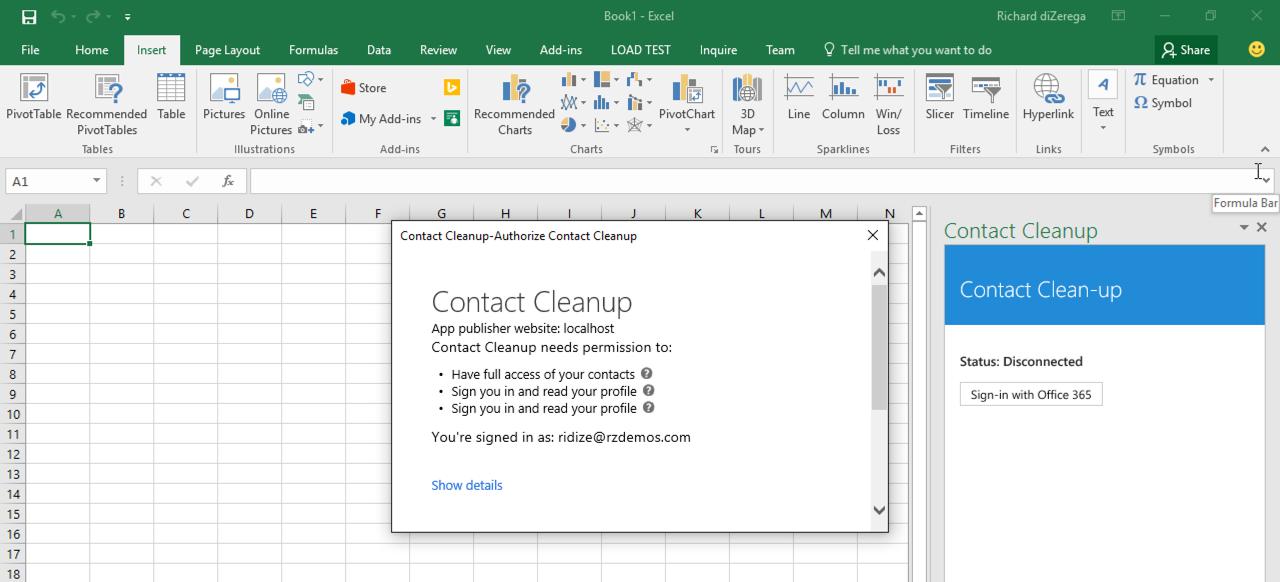 Book1 - Excel
Richard diZerega
File Home Insert Page Layout Formulas Data Review View Add-ins LOAD TEST Inquire Team Tell me what you want to do Share
PivotTable Recommended PivotTables Table
Tables
Pictures Online Pictures
Illustrations
Store
My Add-ins
Add-ins
Recommended Charts
PivotChart
Charts
3D Map
Tours
Line Column Win/Loss
Sparklines
Slicer Timeline
Filters
Hyperlink
Links
A
Text
π Equation
Ω Symbol
Symbols
A1
fx
Formula Bar
A B C D E F G H I J K L M N
1
2
3
4
5
6
7
8
9
10
11
12
13
14
15
16
17
18
Contact Cleanup-Authorize Contact Cleanup
Contact Cleanup
App publisher website: localhost
Contact Cleanup needs permission to:
• Have full access of your contacts ?
• Sign you in and read your profile ?
• Sign you in and read your profile ?
You're signed in as: ridize@rzdemos.com
Show details
Contact Cleanup
Contact Clean-up
Status: Disconnected
Sign-in with Office 365